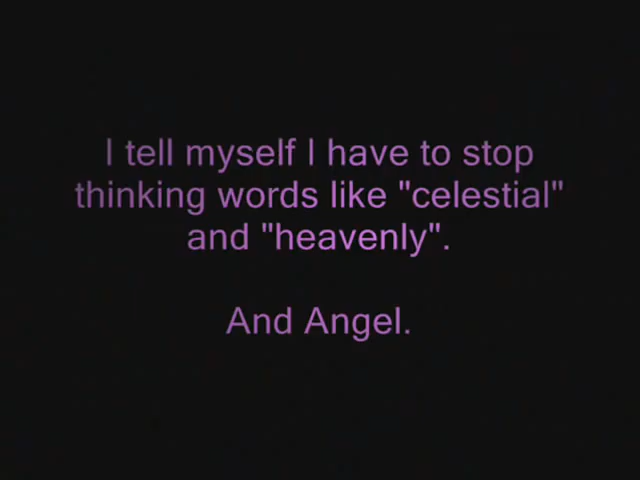 I tell myself I have to stop
thinking words like "celestial"
and "heavenly".
And Angel.